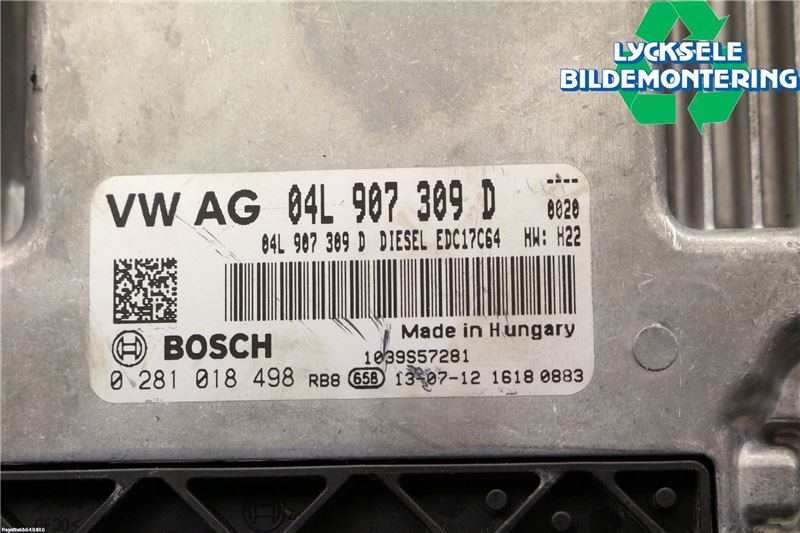 LYCKSELE
BILDEMONTERING
VW AG 04L 907 309 D ----
0020
04L 907 309 D DIESEL EDC17C64 HW: H22
Made in Hungary
BOSCH 1039S57281
0 281 018 498 RB8 658 13-07-12 1618 0883